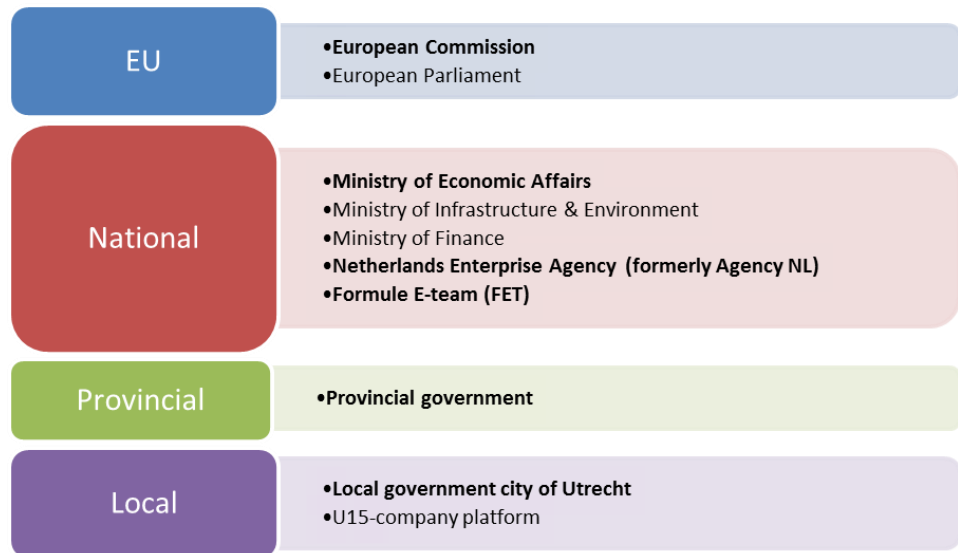 EU
•European Commission
•European Parliament
National
•Ministry of Economic Affairs
•Ministry of Infrastructure & Environment
•Ministry of Finance
•Netherlands Enterprise Agency (formerly Agency NL)
•Formule E-team (FET)
Provincial
•Provincial government
Local
•Local government city of Utrecht
•U15-company platform